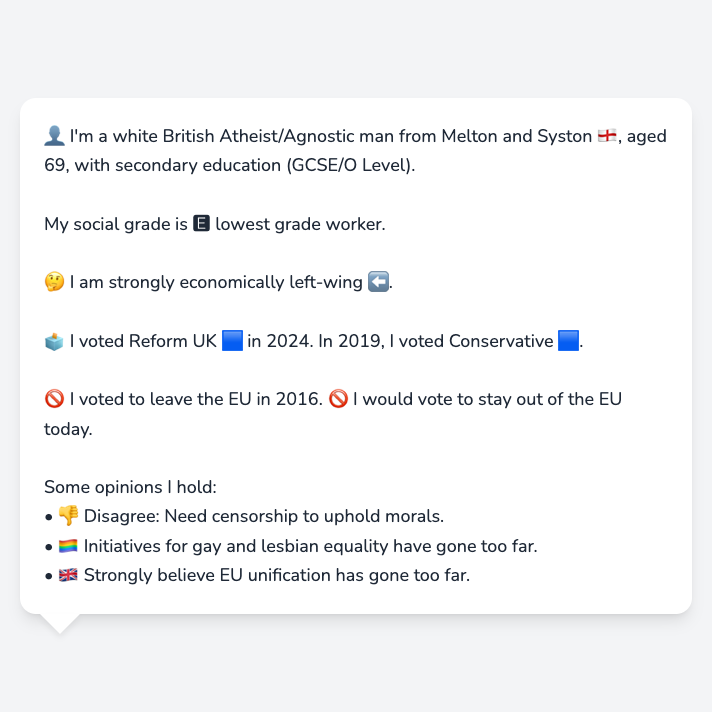 👤 I'm a white British Atheist/Agnostic man from Melton and Syston 🏴󠁧󠁢󠁥󠁮󠁧󠁿, aged
69, with secondary education (GCSE/O Level).
My social grade is 🅴 lowest grade worker.
🤔 I am strongly economically left-wing ⬅️.
🗳️ I voted Reform UK 🟦 in 2024. In 2019, I voted Conservative 🟦.
🚫 I voted to leave the EU in 2016. 🚫 I would vote to stay out of the EU
today.
Some opinions I hold:
• 👎 Disagree: Need censorship to uphold morals.
• 🏳️‍🌈 Initiatives for gay and lesbian equality have gone too far.
• 🇬🇧 Strongly believe EU unification has gone too far.